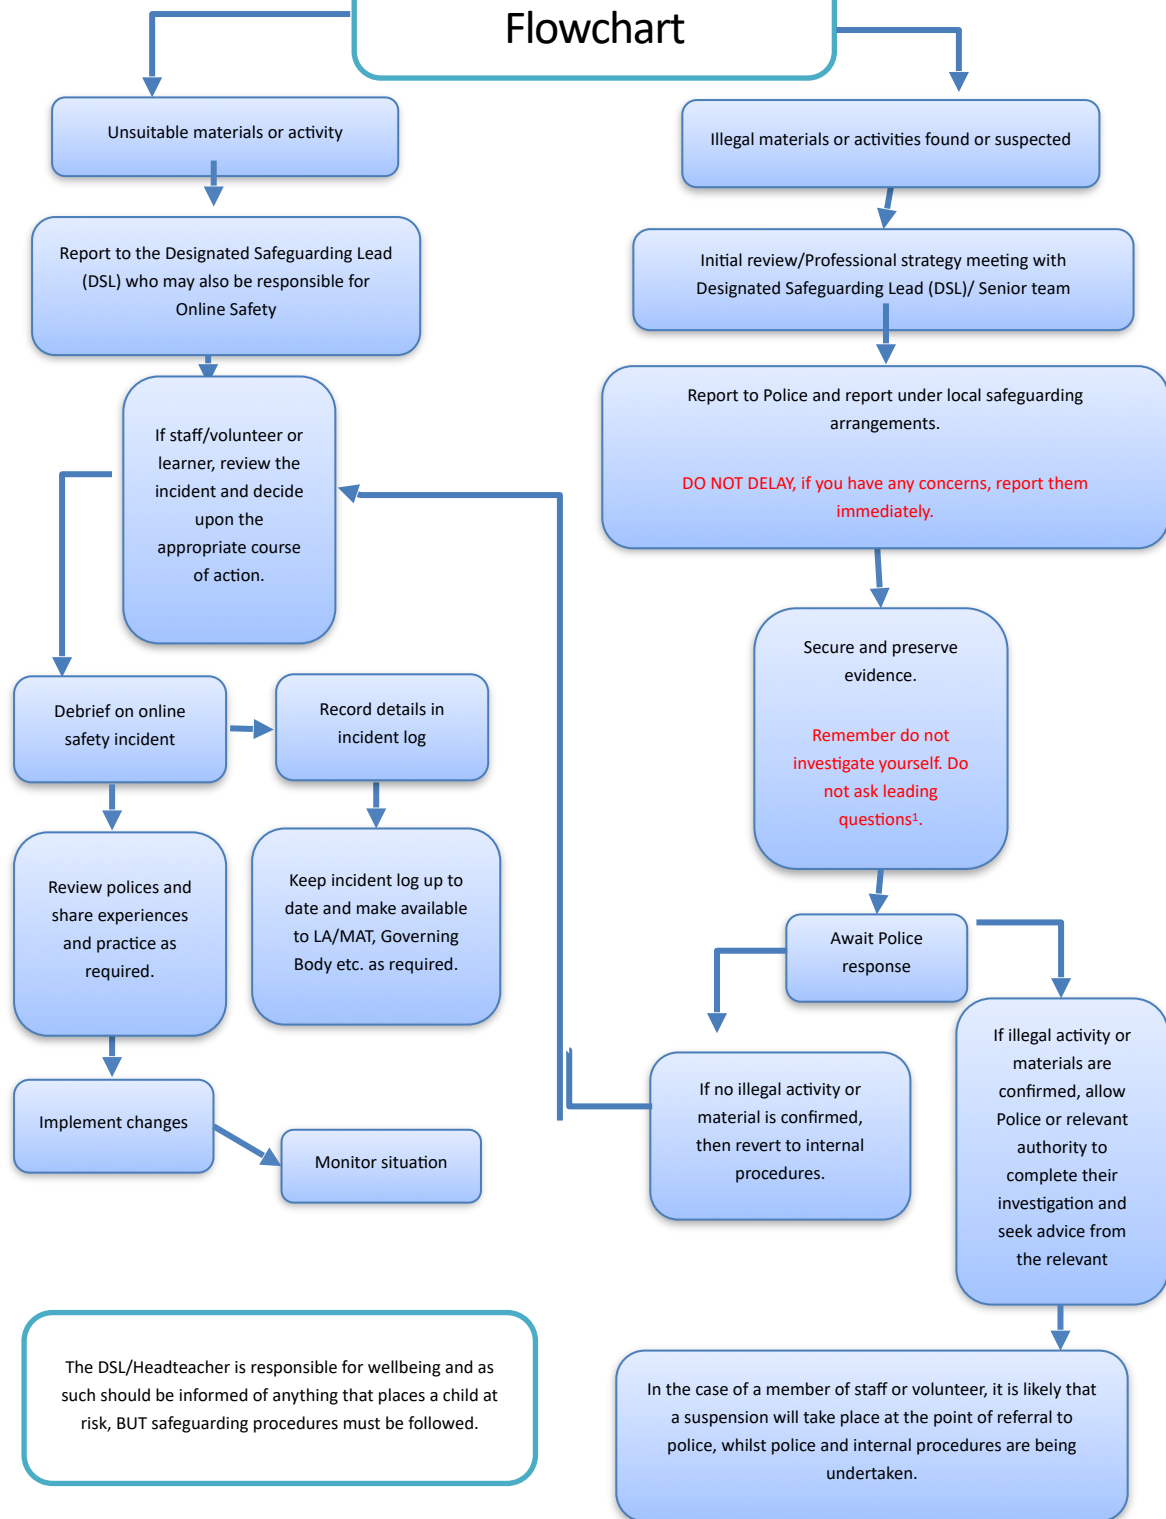 Flowchart
Unsuitable materials or activity
Report to the Designated Safeguarding Lead
(DSL) who may also be responsible for
Online Safety
If staff/volunteer or
learner, review the
incident and decide
upon the
appropriate course
of action.
Debrief on online
safety incident
Record details in
incident log
Review polices and
share experiences
and practice as
required.
Keep incident log up to
date and make available
to LA/MAT, Governing
Body etc. as required.
Implement changes
Monitor situation
Illegal materials or activities found or suspected
Initial review/Professional strategy meeting with
Designated Safeguarding Lead (DSL)/ Senior team
Report to Police and report under local safeguarding
arrangements.
DO NOT DELAY, if you have any concerns, report them
immediately.
Secure and preserve
evidence.
Remember do not
investigate yourself. Do
not ask leading
questions¹.
Await Police
response
If no illegal activity or
material is confirmed,
then revert to internal
procedures.
If illegal activity or
materials are
confirmed, allow
Police or relevant
authority to
complete their
investigation and
seek advice from
the relevant
In the case of a member of staff or volunteer, it is likely that
a suspension will take place at the point of referral to
police, whilst police and internal procedures are being
undertaken.
The DSL/Headteacher is responsible for wellbeing and as
such should be informed of anything that places a child at
risk, BUT safeguarding procedures must be followed.